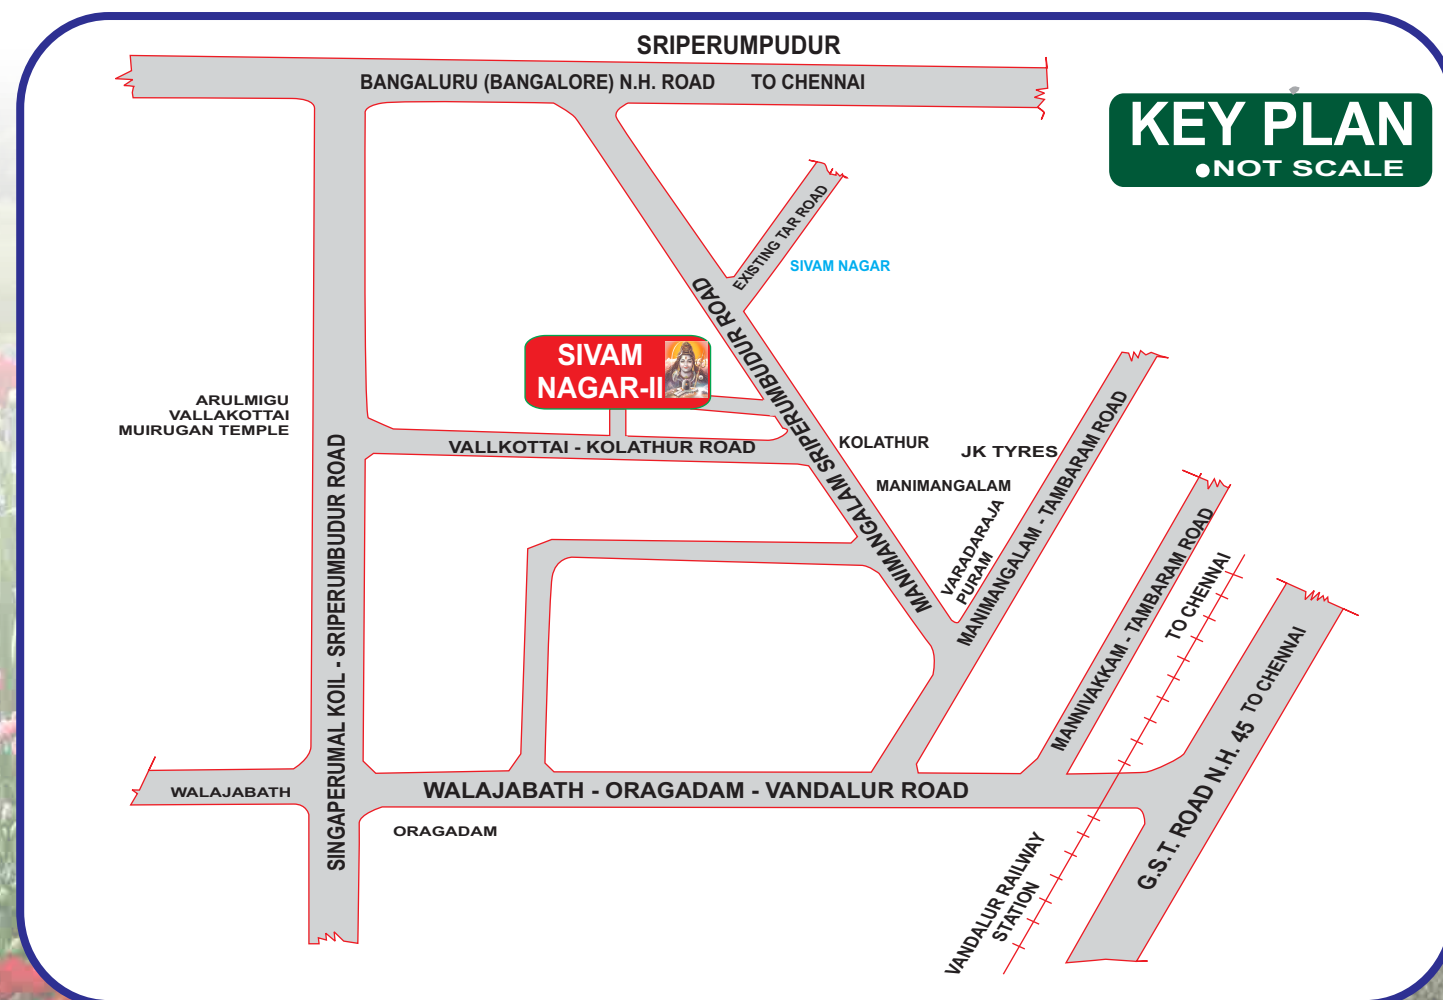 SRIPERUMPUDUR
BANGALURU (BANGALORE) N.H. ROAD TO CHENNAI
KEY PLAN
NOT SCALE
EXISTING TAR ROAD
SIVAM NAGAR
SIVAM
NAGAR-II
MANIMANGALAM SRIPERUMBUDUR ROAD
ARULMIGU
VALLAKOTTAI
MUIRUGAN TEMPLE
VALLKOTTAI - KOLATHUR ROAD
KOLATHUR
JK TYRES
MANIMANGALAM
VARADARAJA
PURAM
MANIMANGALAM - TAMBARAM ROAD
SINGAPERUMAL KOIL - SRIPERUMBUDUR ROAD
MANNIVAKKAM - TAMBARAM ROAD
TO CHENNAI
G.S.T. ROAD N.H. 45 TO CHENNAI
WALAJABATH
WALAJABATH - ORAGADAM - VANDALUR ROAD
ORAGADAM
VANDALUR RAILWAY
STATION